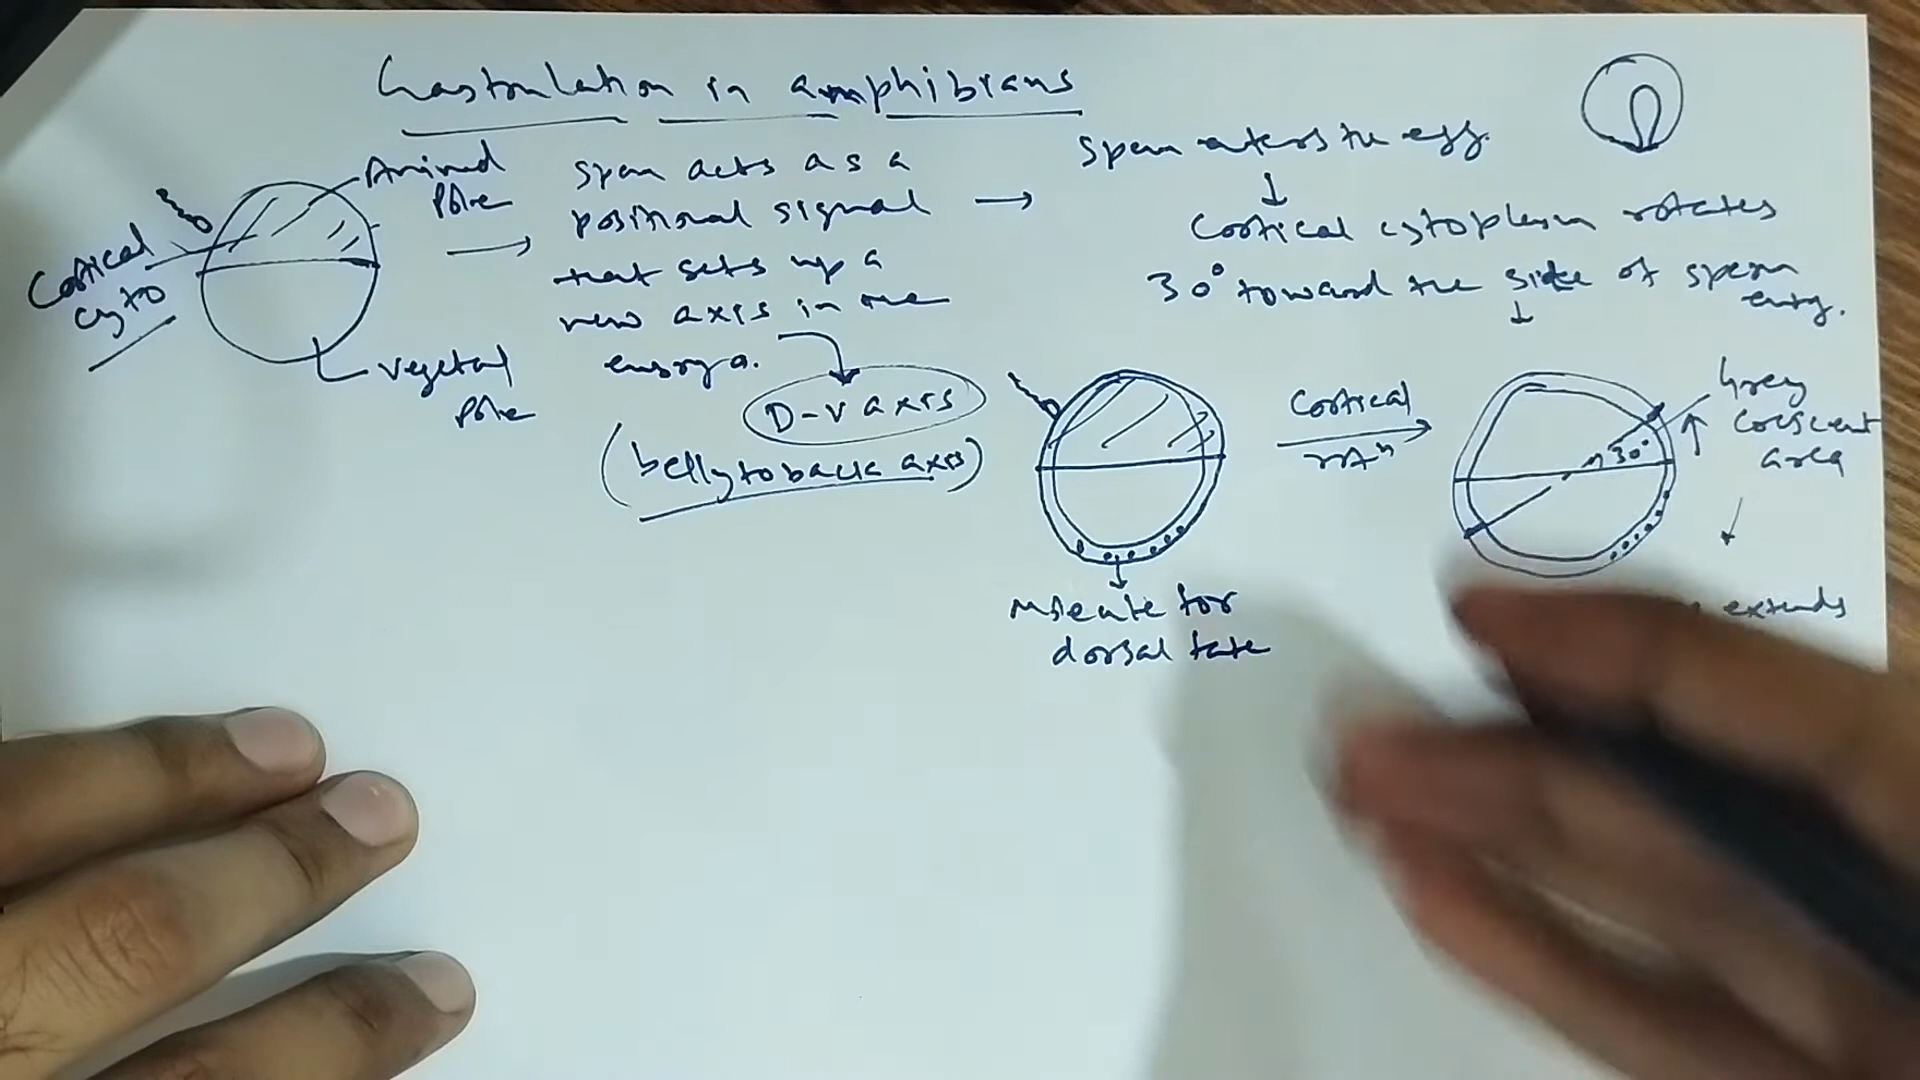 Gastrulation in amphibians
Animal
Pole
Cortical
cyto
Vegetal
Pole
sperm acts as a
positional signal
that sets up a
new axis in the
embryo.
D-V axis
(belly to back axis)
Sperm enters the egg.
Cortical cytoplasm rotates
30° toward the side of sperm
entry.
Cortical
rotn
30°
Grey
crescent
area
extends
for
dorsal fate